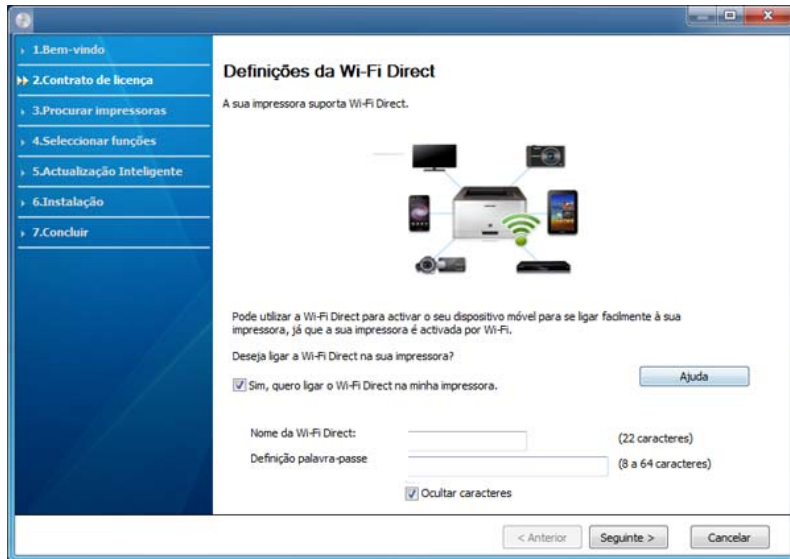 1.Bem-vindo
2.Contrato de licença
3.Procurar impressoras
4.Seleccionar funções
5.Actualização Inteligente
6.Instalação
7.Concluir
Definições da Wi-Fi Direct
A sua impressora suporta Wi-Fi Direct.
Pode utilizar a Wi-Fi Direct para activar o seu dispositivo móvel para se ligar facilmente à sua
impressora, já que a sua impressora é activada por Wi-Fi.
Deseja ligar a Wi-Fi Direct na sua impressora?
Sim, quero ligar o Wi-Fi Direct na minha impressora.
Ajuda
Nome da Wi-Fi Direct:
(22 caracteres)
Definição palavra-passe
(8 a 64 caracteres)
Ocultar caracteres
< Anterior
Seguinte >
Cancelar